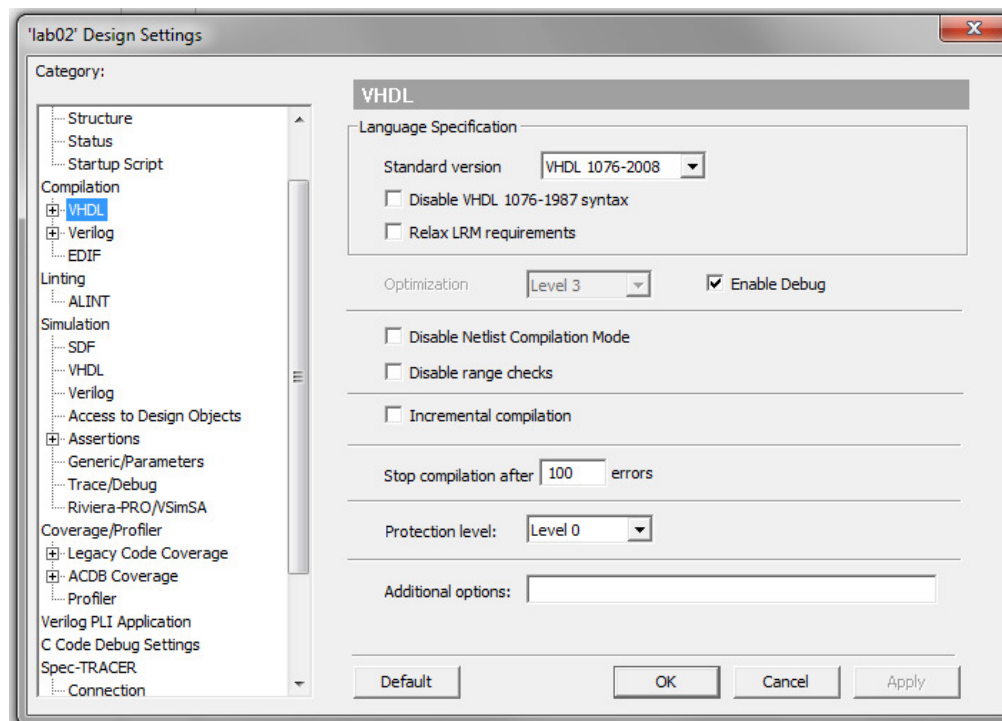 'lab02' Design Settings
Category:
Structure
Status
Startup Script
Compilation
VHDL
Verilog
EDIF
Linting
ALINT
Simulation
SDF
VHDL
Verilog
Access to Design Objects
Assertions
Generic/Parameters
Trace/Debug
Riviera-PRO/VSimSA
Coverage/Profiler
Legacy Code Coverage
ACDB Coverage
Profiler
Verilog PLI Application
C Code Debug Settings
Spec-TRACER
Connection
VHDL
Language Specification
Standard version VHDL 1076-2008
Disable VHDL 1076-1987 syntax
Relax LRM requirements
Optimization Level 3 Enable Debug
Disable Netlist Compilation Mode
Disable range checks
Incremental compilation
Stop compilation after 100 errors
Protection level: Level 0
Additional options:
Default OK Cancel Apply